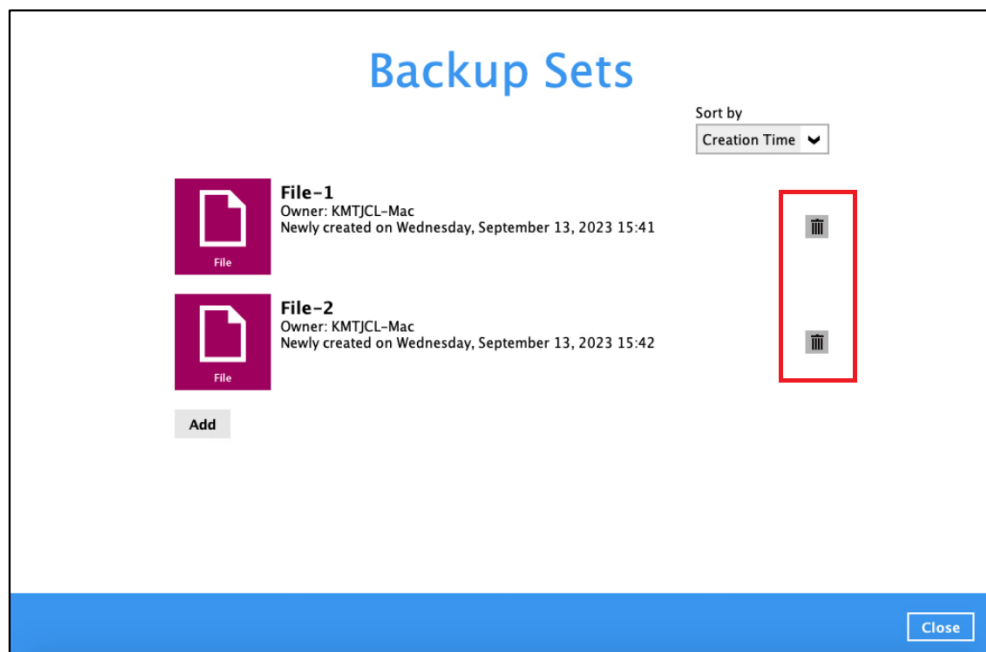 Backup Sets
Sort by
Creation Time
File-1
Owner: KMTJCL-Mac
Newly created on Wednesday, September 13, 2023 15:41
File
File-2
Owner: KMTJCL-Mac
Newly created on Wednesday, September 13, 2023 15:42
File
Add
Close